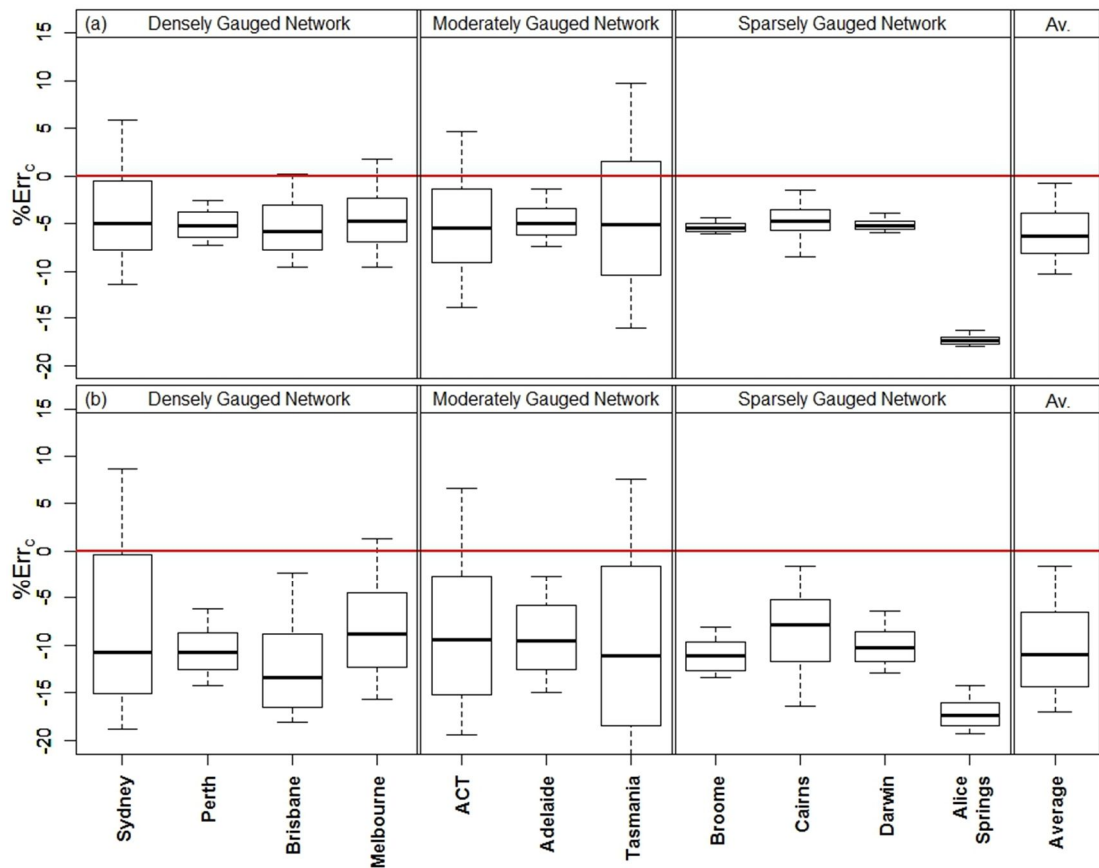 (a) Densely Gauged Network Moderately Gauged Network Sparsely Gauged Network Av.
15
10
5
0
-5
-10
-15
-20
%Err_c
(b) Densely Gauged Network Moderately Gauged Network Sparsely Gauged Network Av.
15
10
5
0
-5
-10
-15
-20
%Err_c
Sydney
Perth
Brisbane
Melbourne
ACT
Adelaide
Tasmania
Broome
Cairns
Darwin
Alice
Springs
Average